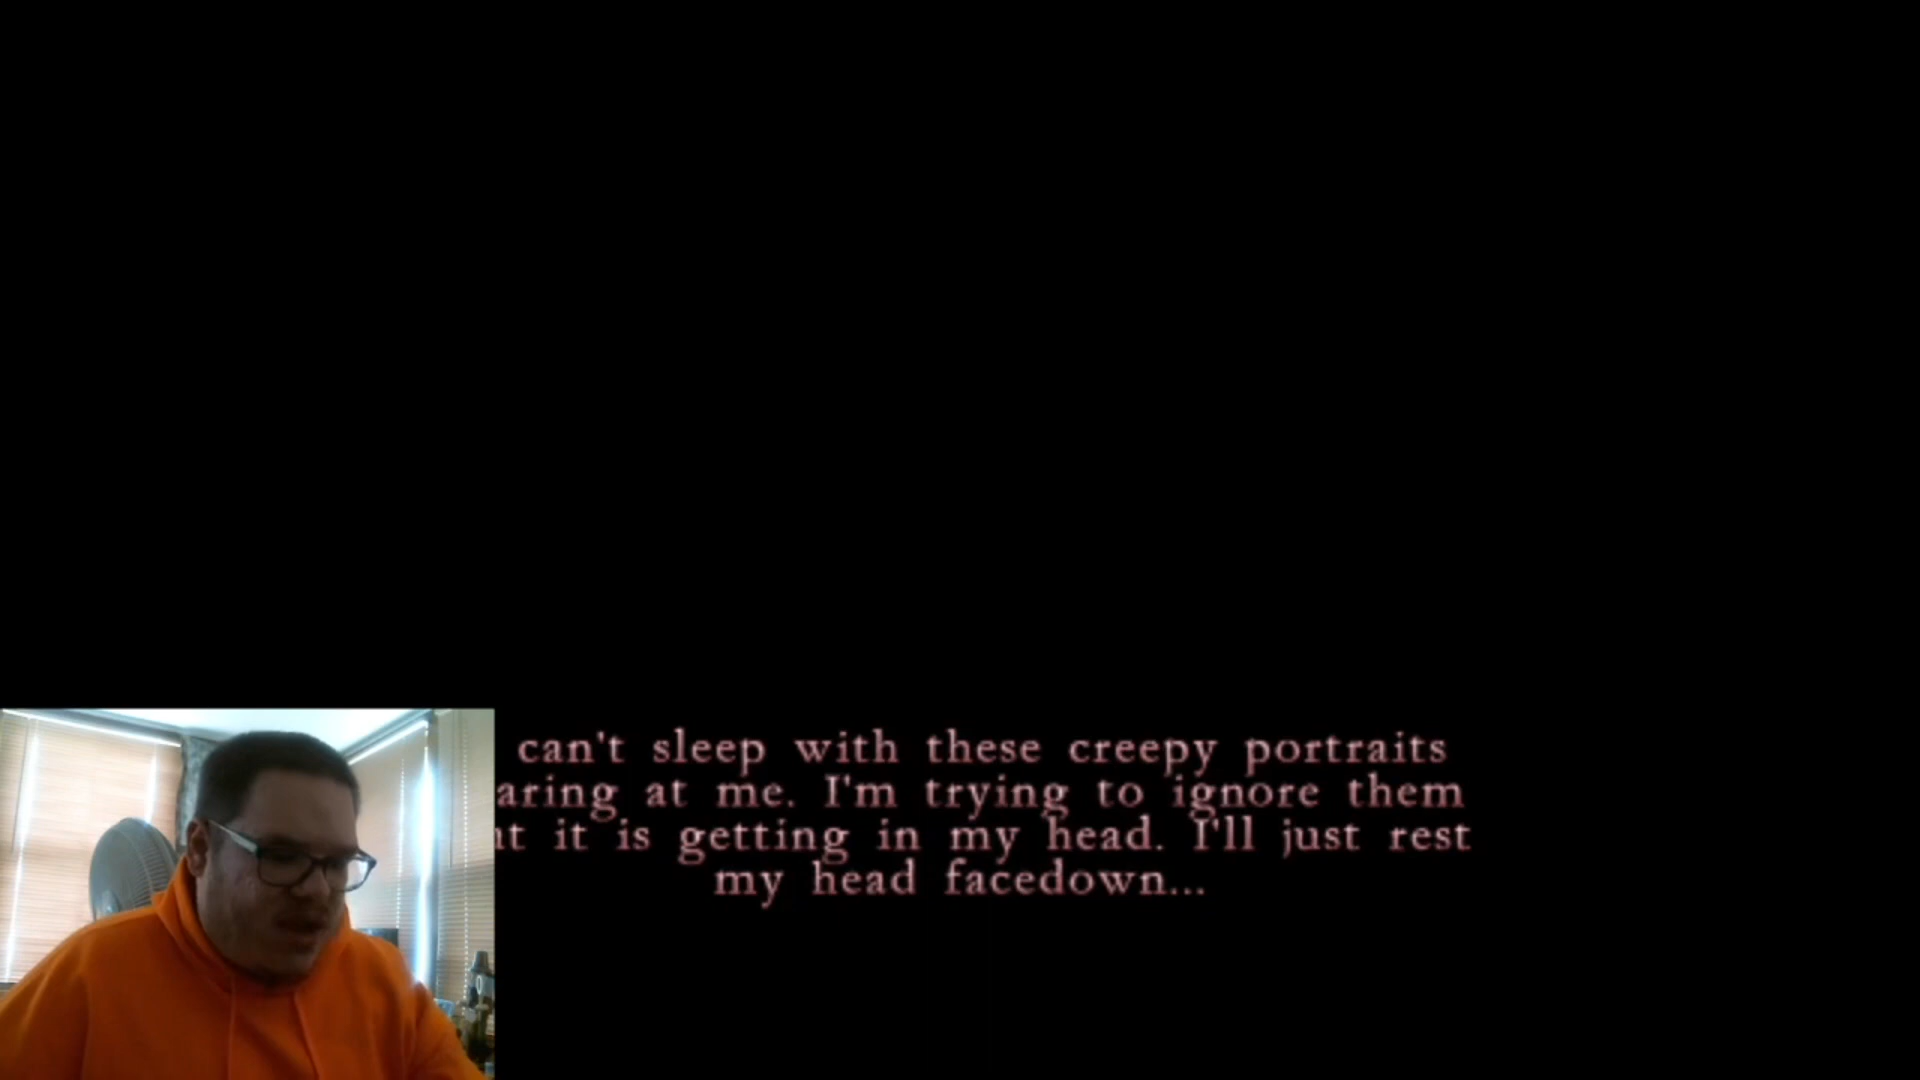 can't sleep with these creepy portraits
aring at me. I'm trying to ignore them
it is getting in my head. I'll just rest
my head facedown...